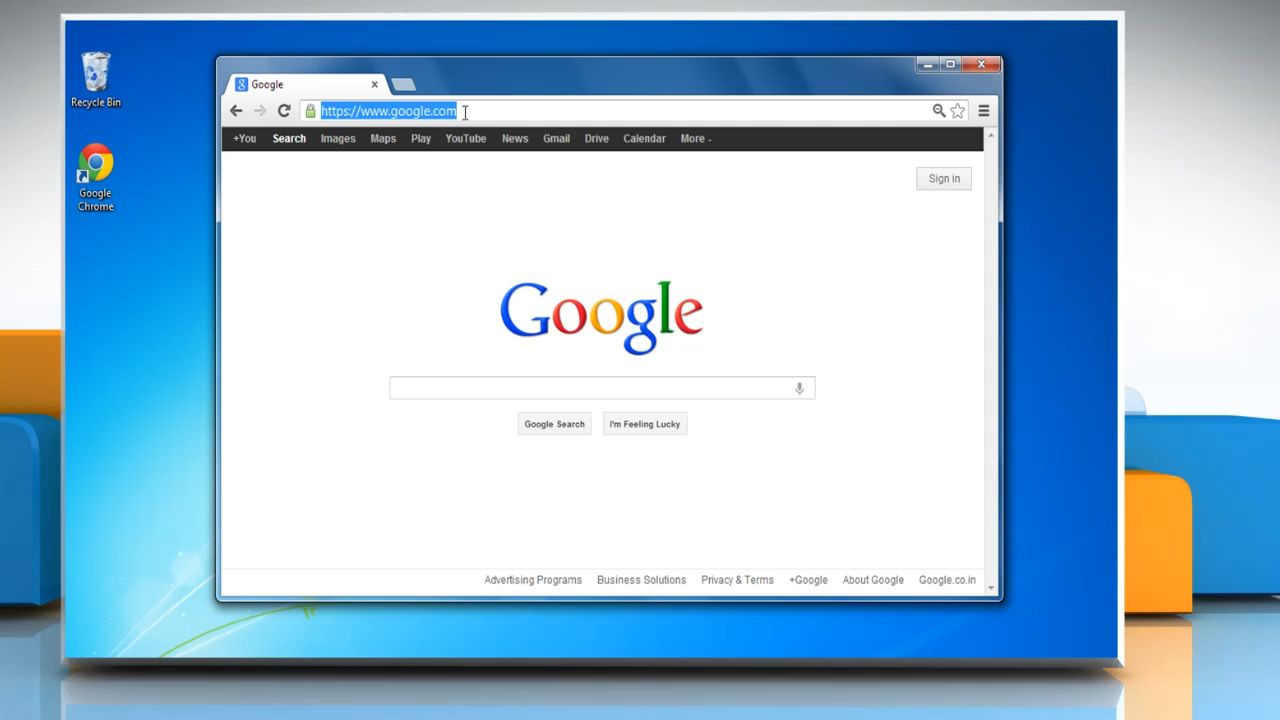 Recycle Bin
Google
Chrome
Google
https://www.google.com
+You Search Images Maps Play YouTube News Gmail Drive Calendar More
Sign in
Google
Google Search I'm Feeling Lucky
Advertising Programs Business Solutions Privacy & Terms +Google About Google Google.co.in